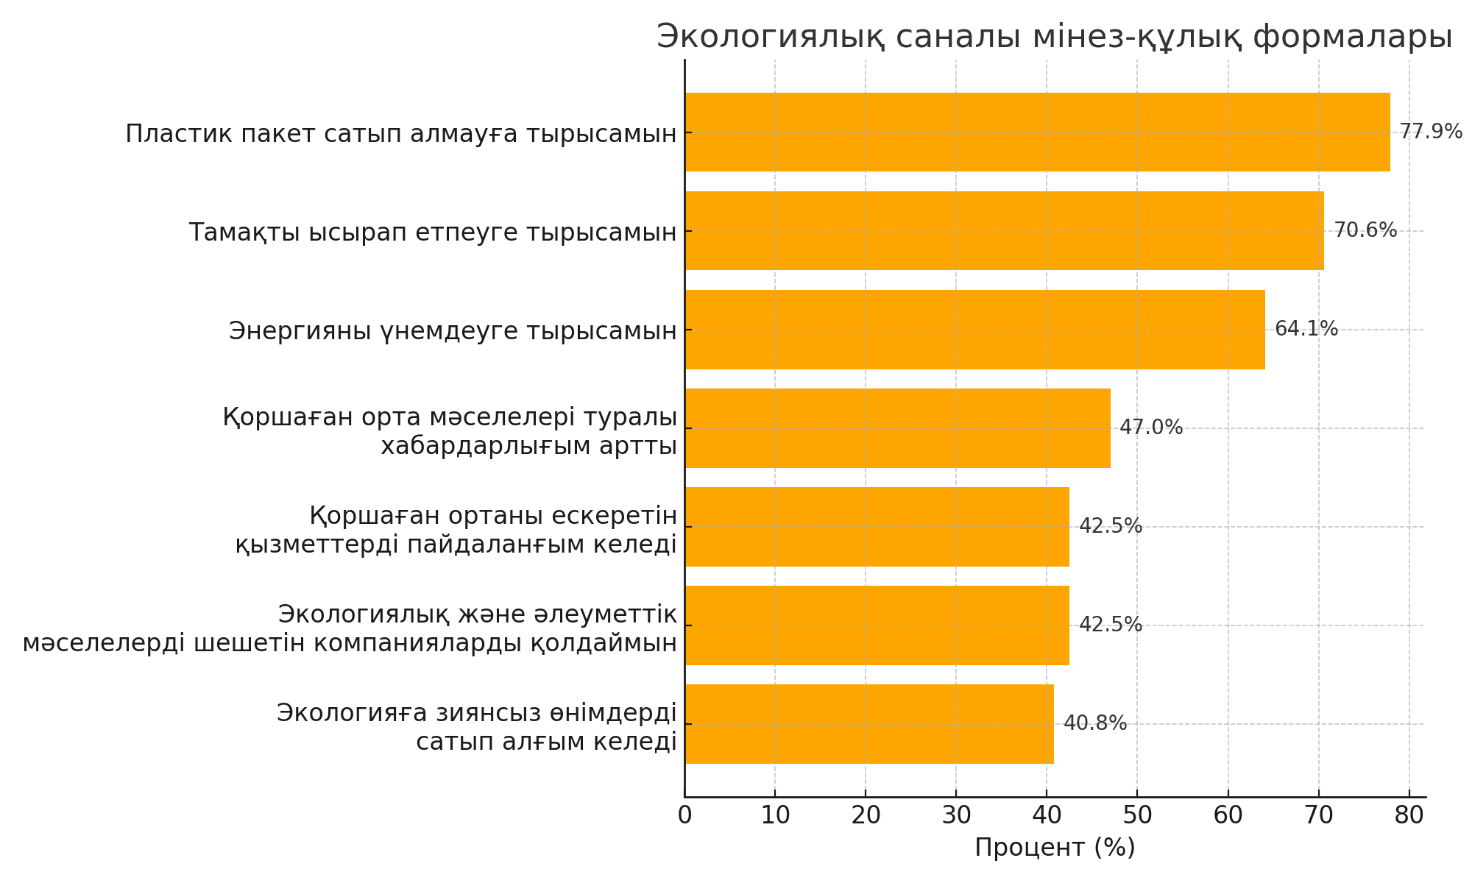 Экологиялық саналы мінез-құлық формалары
Пластик пакет сатып алмауға тырысамын
77.9%
Тамақты ысырап етпеуге тырысамын
70.6%
Энергияны үнемдеуге тырысамын
64.1%
Қоршаған орта мәселелері туралы
хабардарлығым артты
47.0%
Қоршаған ортаны ескеретін
қызметтерді пайдаланғым келеді
42.5%
Экологиялық және әлеуметтік
мәселелерді шешетін компанияларды қолдаймын
42.5%
Экологияға зиянсыз өнімдерді
сатып алғым келеді
40.8%
0 10 20 30 40 50 60 70 80
Процент (%)